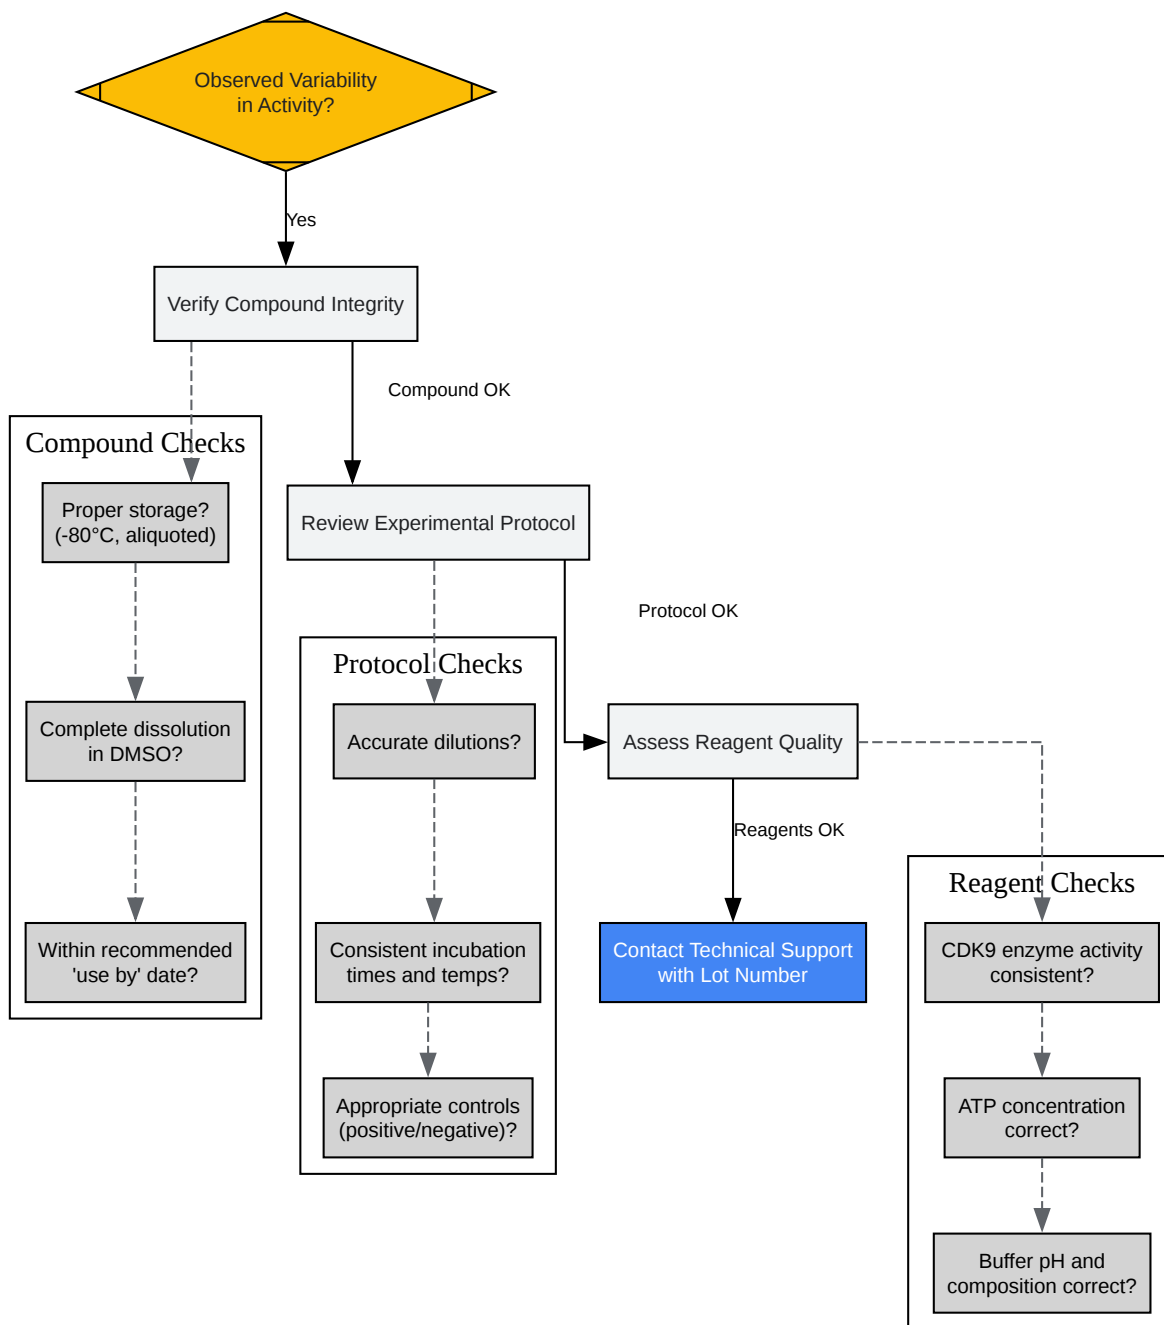 Observed Variability
in Activity?
Yes
Verify Compound Integrity
Compound OK
Compound Checks
Proper storage?
(-80°C, aliquoted)
Review Experimental Protocol
Protocol OK
Protocol Checks
Complete dissolution
in DMSO?
Accurate dilutions?
Assess Reagent Quality
Reagents OK
Reagent Checks
Within recommended
'use by' date?
Consistent incubation
times and temps?
Contact Technical Support
with Lot Number
CDK9 enzyme activity
consistent?
Appropriate controls
(positive/negative)?
ATP concentration
correct?
Buffer pH and
composition correct?